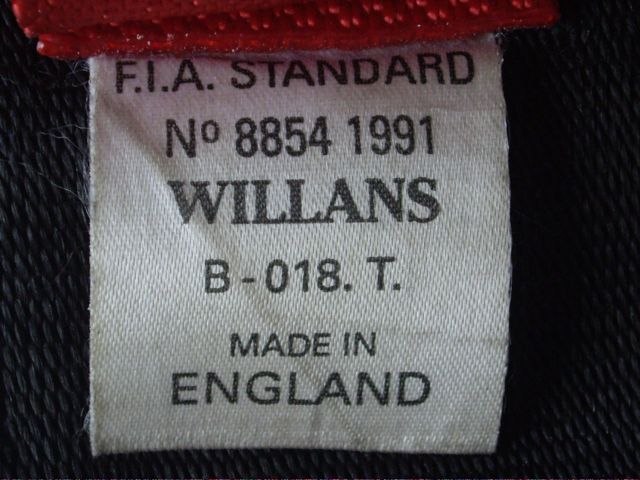 F.I.A. STANDARD
No 8854 1991
WILLANS
B-018. T.
MADE IN
ENGLAND